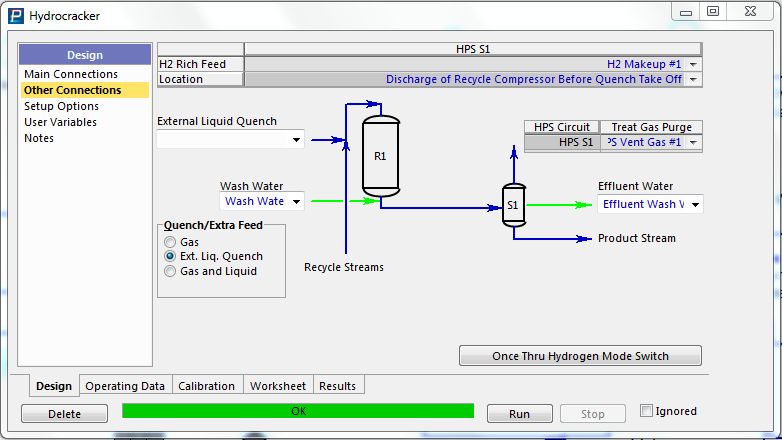 Hydrocracker
Design
Main Connections
Other Connections
Setup Options
User Variables
Notes
HPS S1
H2 Rich Feed
H2 Makeup #1
Location
Discharge of Recycle Compressor Before Quench Take Off
External Liquid Quench
R1
HPS Circuit
Treat Gas Purge
HPS S1
PS Vent Gas #1
Wash Water
Wash Wate
S1
Effluent Water
Effluent Wash V
Quench/Extra Feed
Gas
Ext. Liq. Quench
Gas and Liquid
Recycle Streams
Product Stream
Once Thru Hydrogen Mode Switch
Design
Operating Data
Calibration
Worksheet
Results
Delete
OK
Run
Stop
Ignored